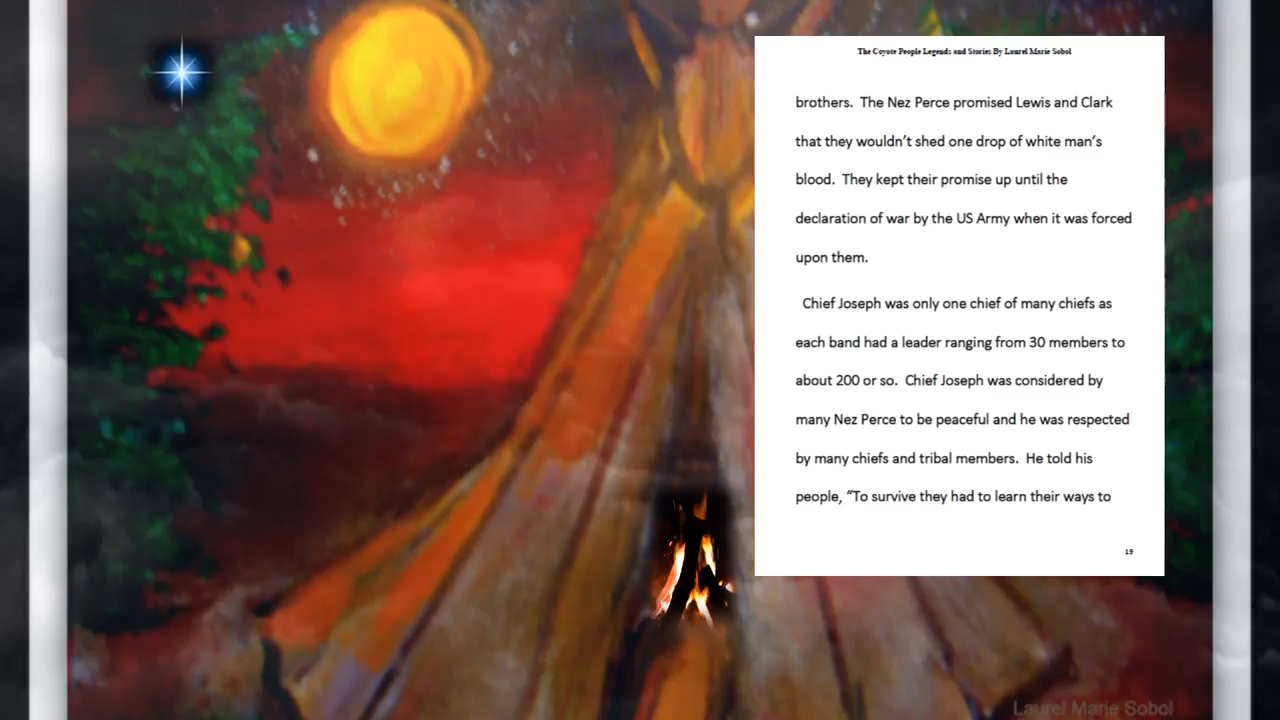 The Coyote People Legends and Stories By Laurel Marie Sobol
brothers.  The Nez Perce promised Lewis and Clark
that they wouldn’t shed one drop of white man’s
blood.  They kept their promise up until the
declaration of war by the US Army when it was forced
upon them.
Chief Joseph was only one chief of many chiefs as
each band had a leader ranging from 30 members to
about 200 or so.  Chief Joseph was considered by
many Nez Perce to be peaceful and he was respected
by many chiefs and tribal members.  He told his
people, “To survive they had to learn their ways to
19
Laurel Marie Sobol